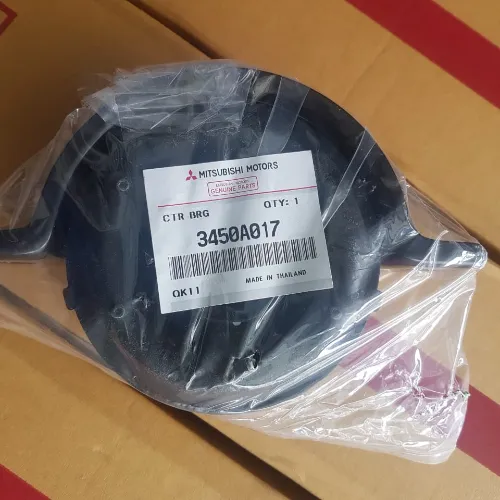 MITSUBISHI MOTORS
GENUINE PARTS
CTR BRG QTY: 1
3450A017
QK11 MADE IN THAILAND